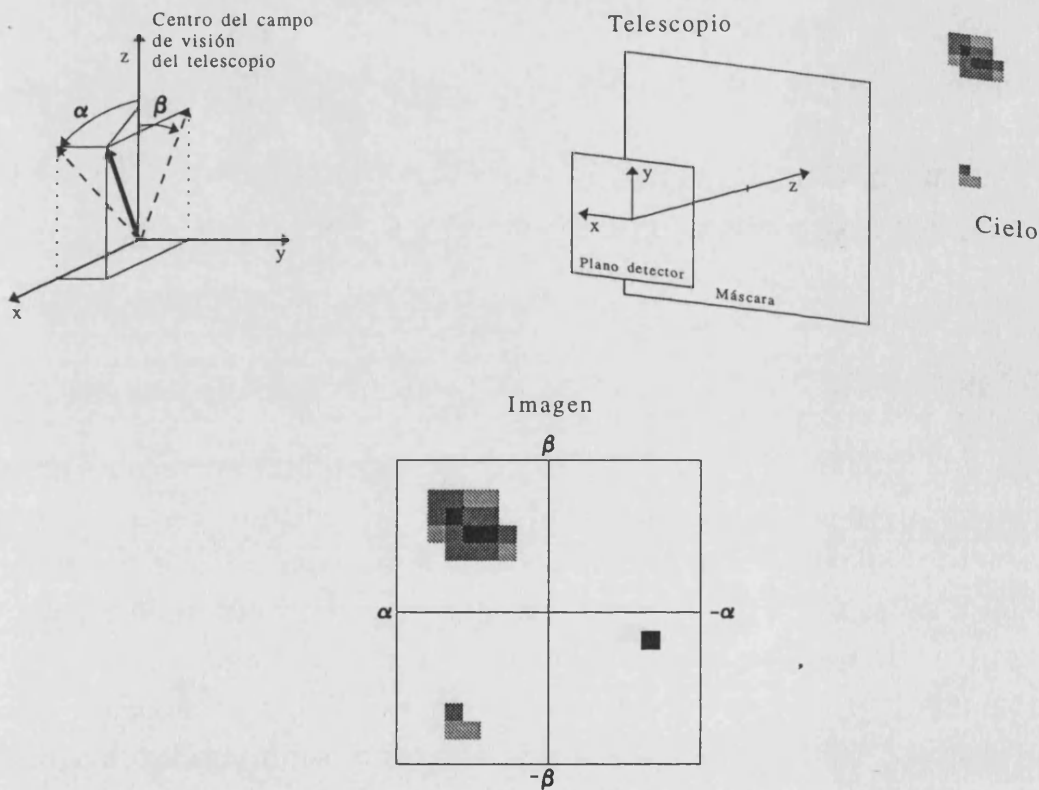 Centro del campo
de visión
del telescopio
z
α
β
y
x
Telescopio
y
z
x
Plano detector
Máscara
Cielo
Imagen
β
α
-α
-β